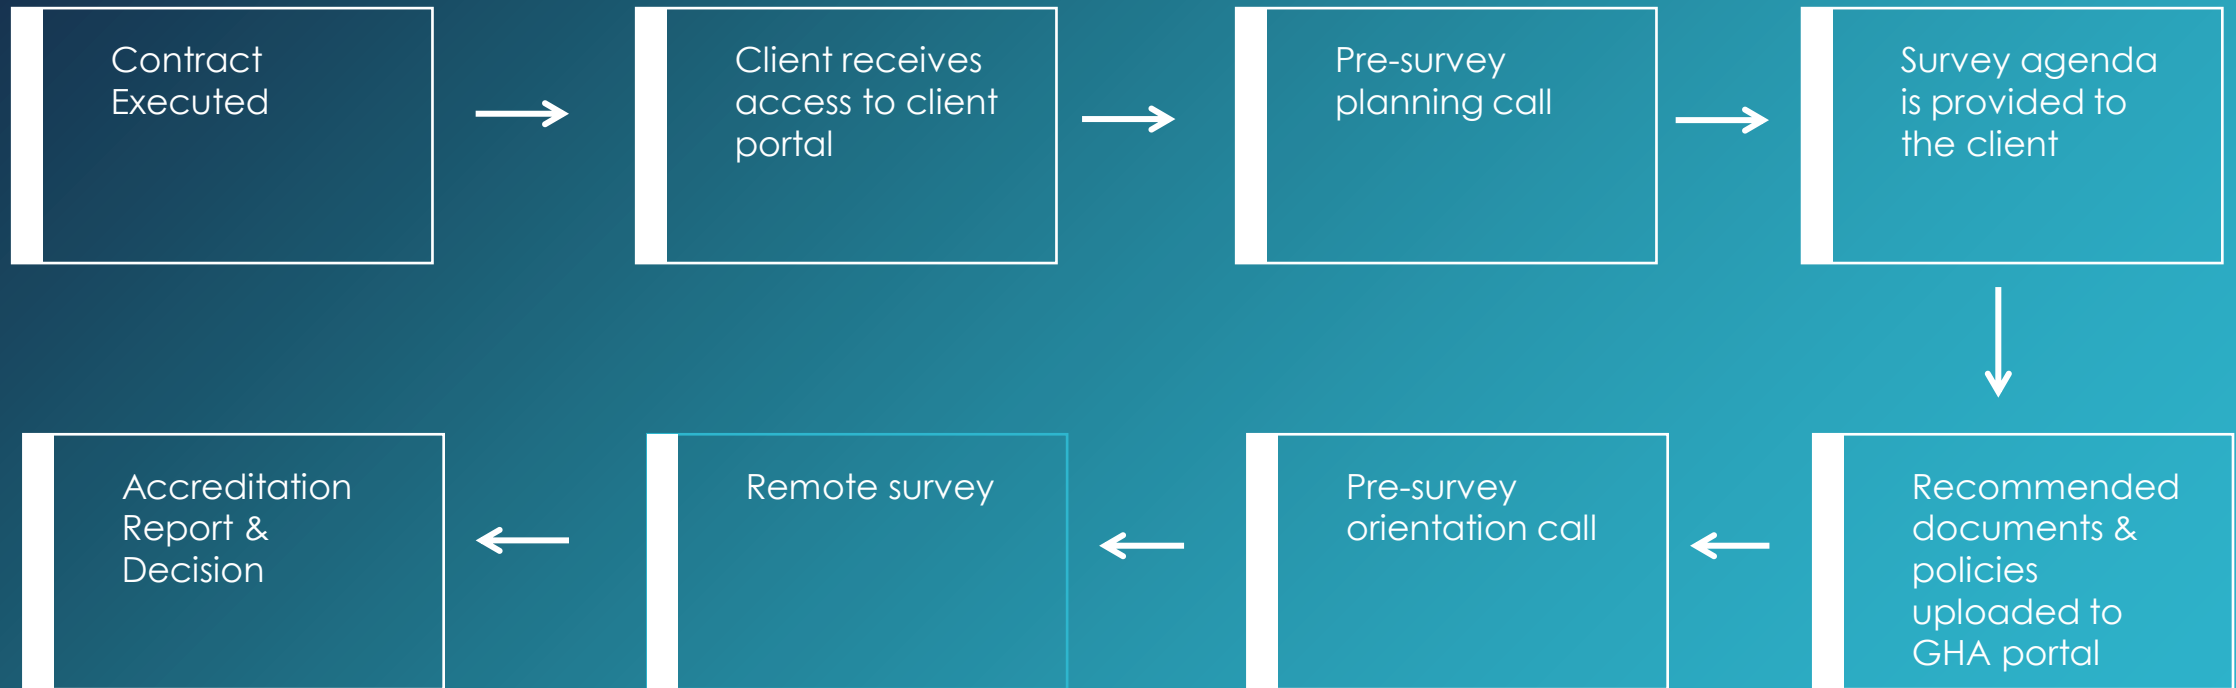 Contract
Executed
Client receives
access to client
portal
Pre-survey
planning call
Survey agenda
is provided to
the client
Recommended
documents &
policies
uploaded to
GHA portal
Pre-survey
orientation call
Remote survey
Accreditation
Report &
Decision